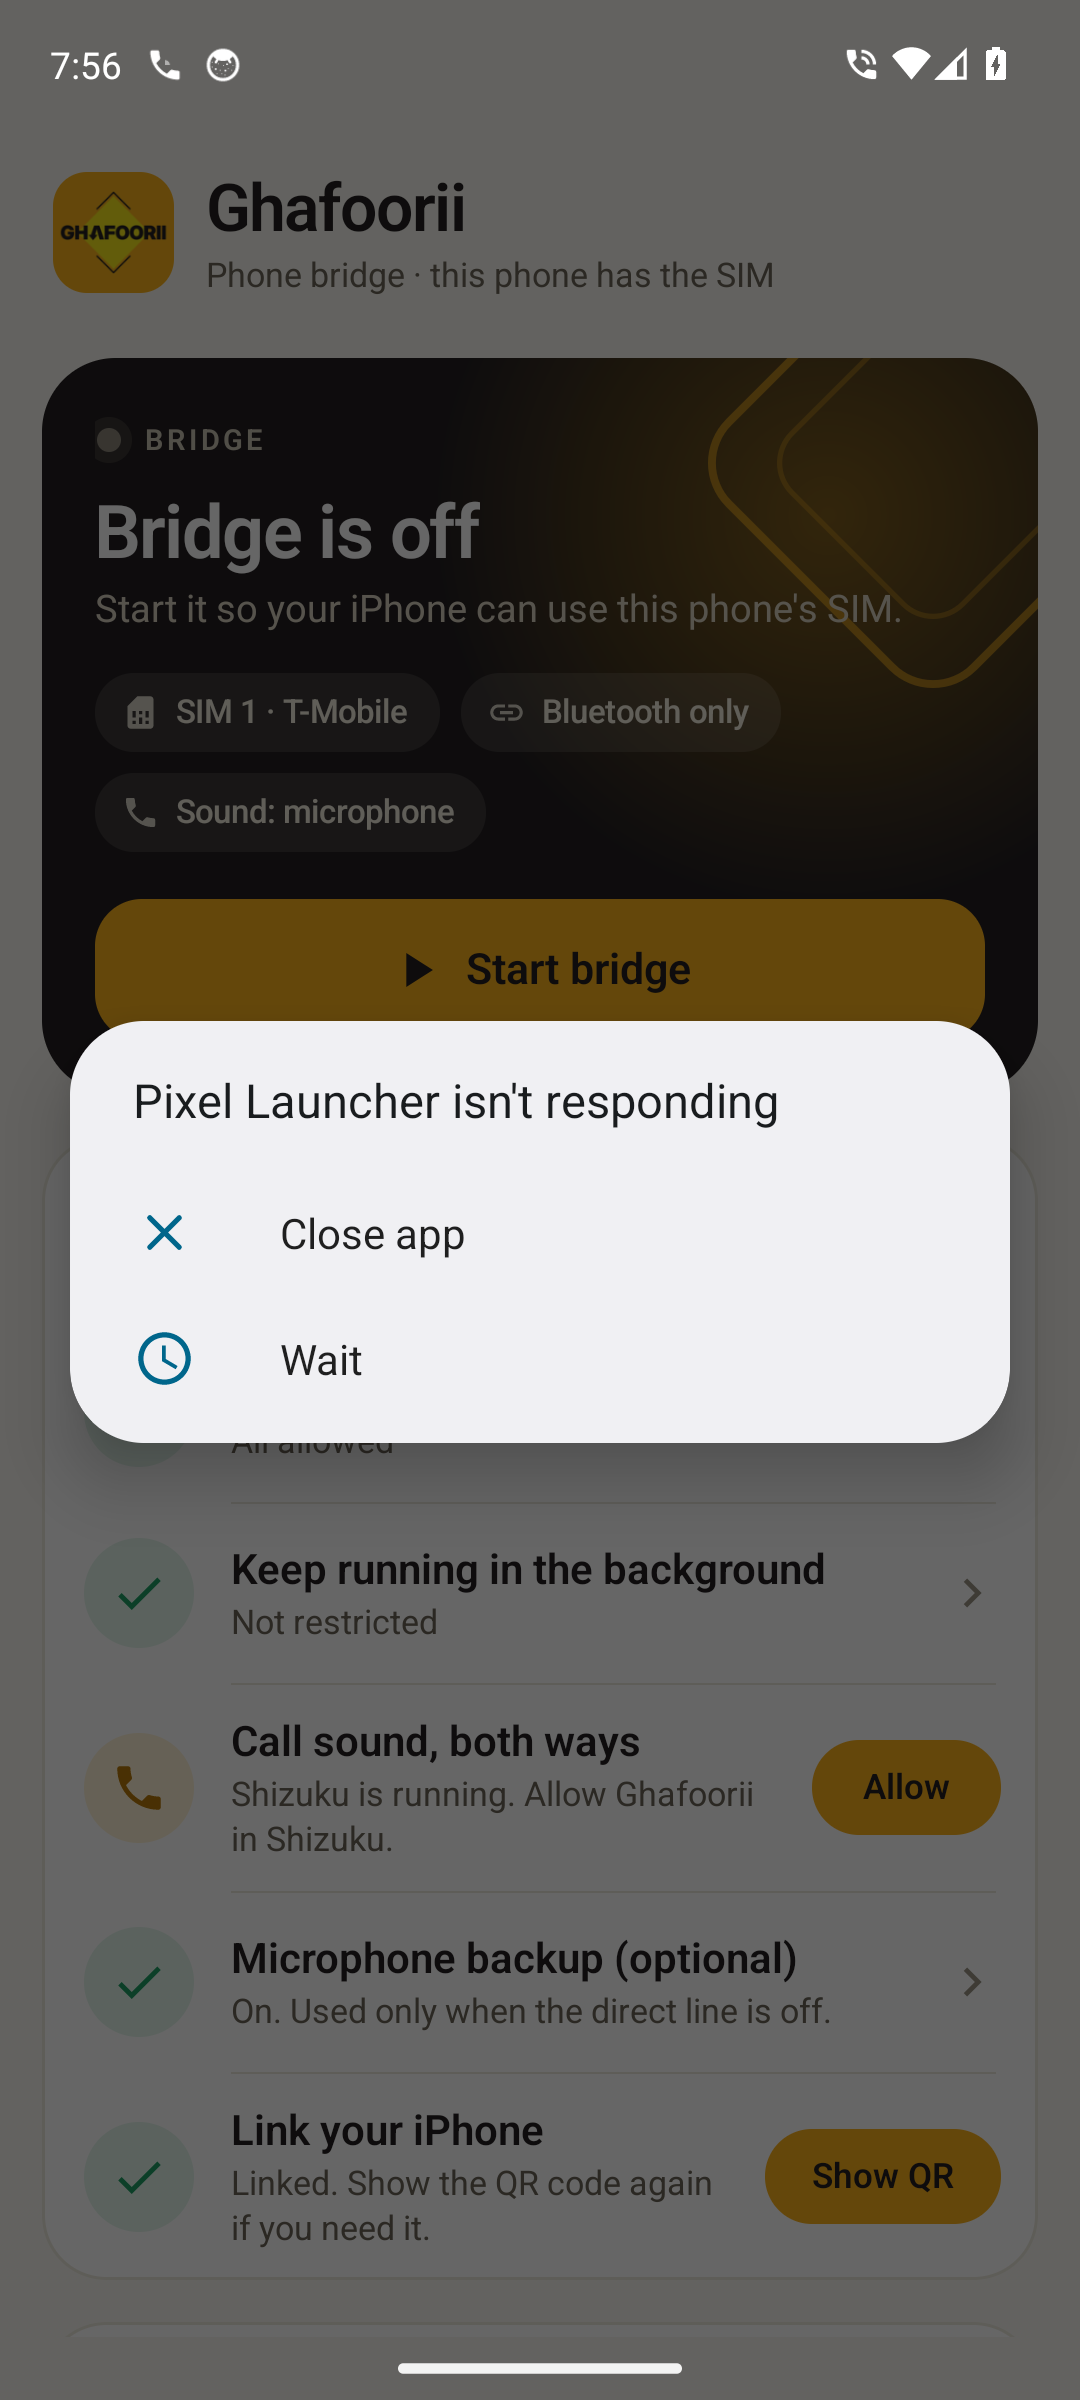 7:56
GHAFOORII
Ghafoorii
Phone bridge · this phone has the SIM
BRIDGE
Bridge is off
Start it so your iPhone can use this phone's SIM.
SIM 1 · T-Mobile
Bluetooth only
Sound: microphone
Start bridge
Pixel Launcher isn't responding
Close app
Wait
All allowed
Keep running in the background
Not restricted
Call sound, both ways
Shizuku is running. Allow Ghafoorii
in Shizuku.
Allow
Microphone backup (optional)
On. Used only when the direct line is off.
Link your iPhone
Linked. Show the QR code again
if you need it.
Show QR